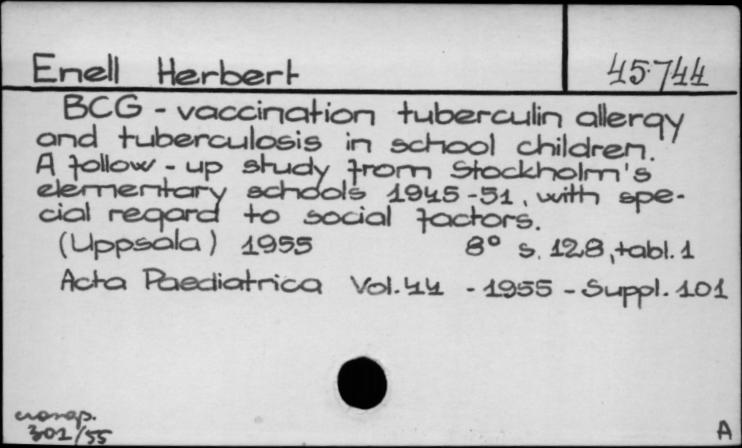 Enell Herbert
45744
BCG - vaccination tuberculin allergy
and tuberculosis in school children.
A follow - up study from Stockholm's
elementary schools 1945-51, with spe-
cial regard to social factors.
(Uppsala) 1955 8° s. 128, tabl. 1
Acta Paediatrica Vol. 44 - 1955 - Suppl. 101
301/55
A